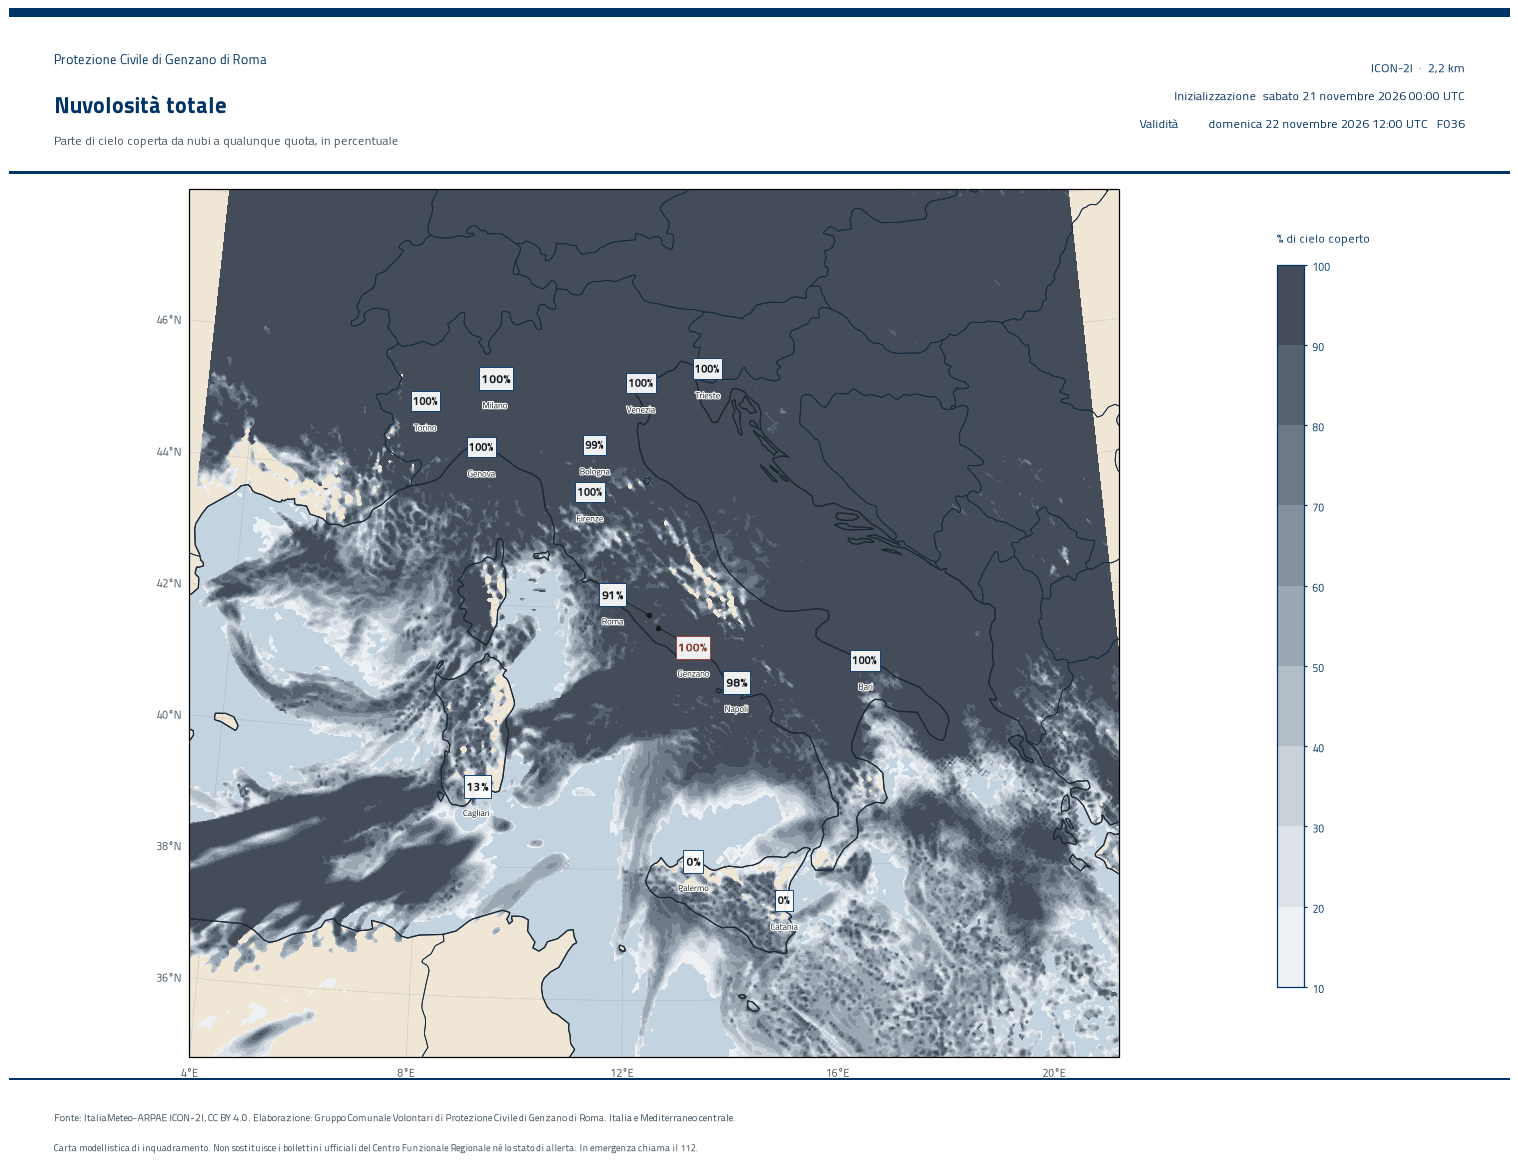 Protezione Civile di Genzano di Roma
Nuvolosità totale
Parte di cielo coperta da nubi a qualunque quota, in percentuale
ICON-2I · 2,2 km
Inizializzazione sabato 21 novembre 2026 00:00 UTC
Validità domenica 22 novembre 2026 12:00 UTC F036
% di cielo coperto
100
90
80
70
60
50
40
30
20
10
46°N
44°N
42°N
40°N
38°N
36°N
4°E
8°E
12°E
16°E
20°E
100%
Trieste
100%
Milano
100%
Venezia
100%
Torino
99%
Bologna
100%
Genova
100%
Firenze
91%
Roma
100%
Genzano
100%
Bari
98%
Napoli
13%
Cagliari
0%
Palermo
0%
Catania
Fonte: ItaliaMeteo-ARPAE ICON-2I, CC BY 4.0. Elaborazione: Gruppo Comunale Volontari di Protezione Civile di Genzano di Roma. Italia e Mediterraneo centrale.
Carta modellistica di inquadramento. Non sostituisce i bollettini ufficiali del Centro Funzionale Regionale né lo stato di allerta. In emergenza chiama il 112.